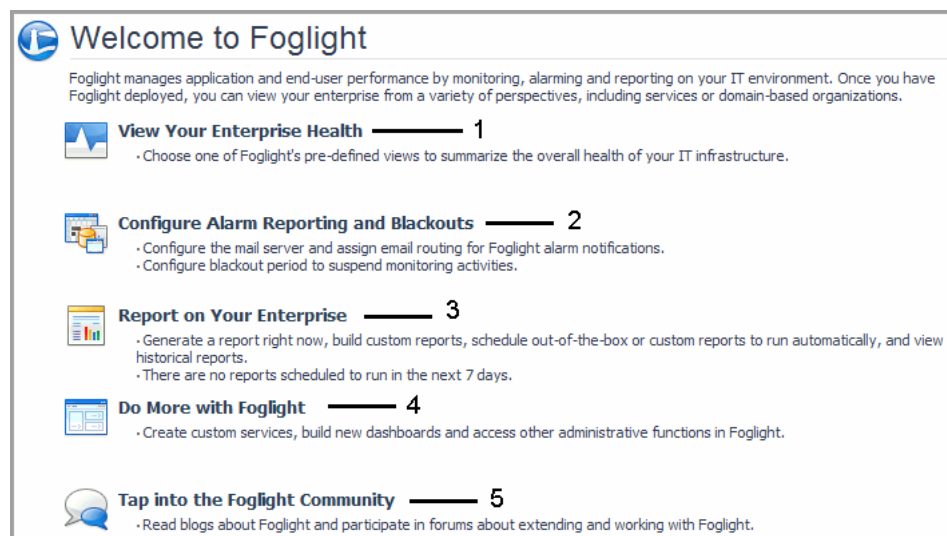 Welcome to Foglight
Foglight manages application and end-user performance by monitoring, alarming and reporting on your IT environment. Once you have
Foglight deployed, you can view your enterprise from a variety of perspectives, including services or domain-based organizations.
View Your Enterprise Health 1
· Choose one of Foglight's pre-defined views to summarize the overall health of your IT infrastructure.
Configure Alarm Reporting and Blackouts 2
· Configure the mail server and assign email routing for Foglight alarm notifications.
· Configure blackout period to suspend monitoring activities.
Report on Your Enterprise 3
· Generate a report right now, build custom reports, schedule out-of-the-box or custom reports to run automatically, and view
historical reports.
· There are no reports scheduled to run in the next 7 days.
Do More with Foglight 4
· Create custom services, build new dashboards and access other administrative functions in Foglight.
Tap into the Foglight Community 5
· Read blogs about Foglight and participate in forums about extending and working with Foglight.